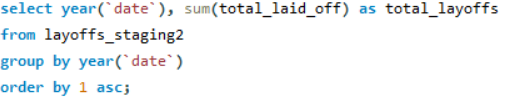 select year(`date`), sum(total_laid_off) as total_layoffs
from layoffs_staging2
group by year(`date`)
order by 1 asc;